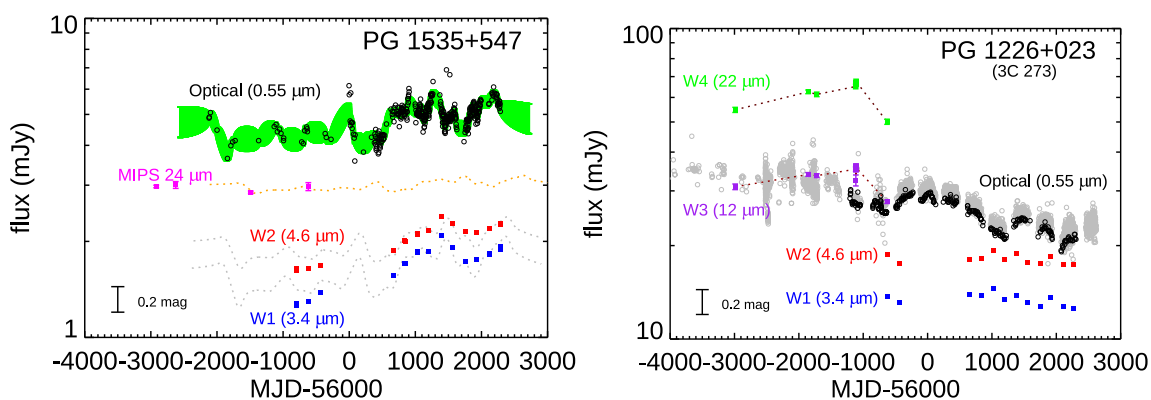 10
PG 1535+547
Optical (0.55 μm)
MIPS 24 μm
W2 (4.6 μm)
0.2 mag
W1 (3.4 μm)
1
flux (mJy)
-4000 -3000 -2000 -1000 0 1000 2000 3000
MJD-56000
100
PG 1226+023
(3C 273)
W4 (22 μm)
Optical (0.55 μm)
W3 (12 μm)
W2 (4.6 μm)
0.2 mag
W1 (3.4 μm)
10
flux (mJy)
-4000 -3000 -2000 -1000 0 1000 2000 3000
MJD-56000